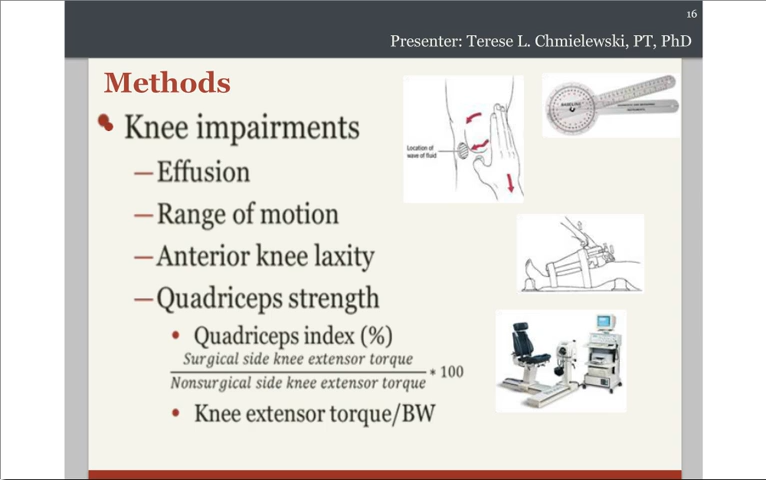 16
Presenter: Terese L. Chmielewski, PT, PhD
Methods
• Knee impairments
—Effusion
—Range of motion
—Anterior knee laxity
—Quadriceps strength
• Quadriceps index (%)
Surgical side knee extensor torque
Nonsurgical side knee extensor torque
* 100
• Knee extensor torque/BW
Location of
wave of fluid